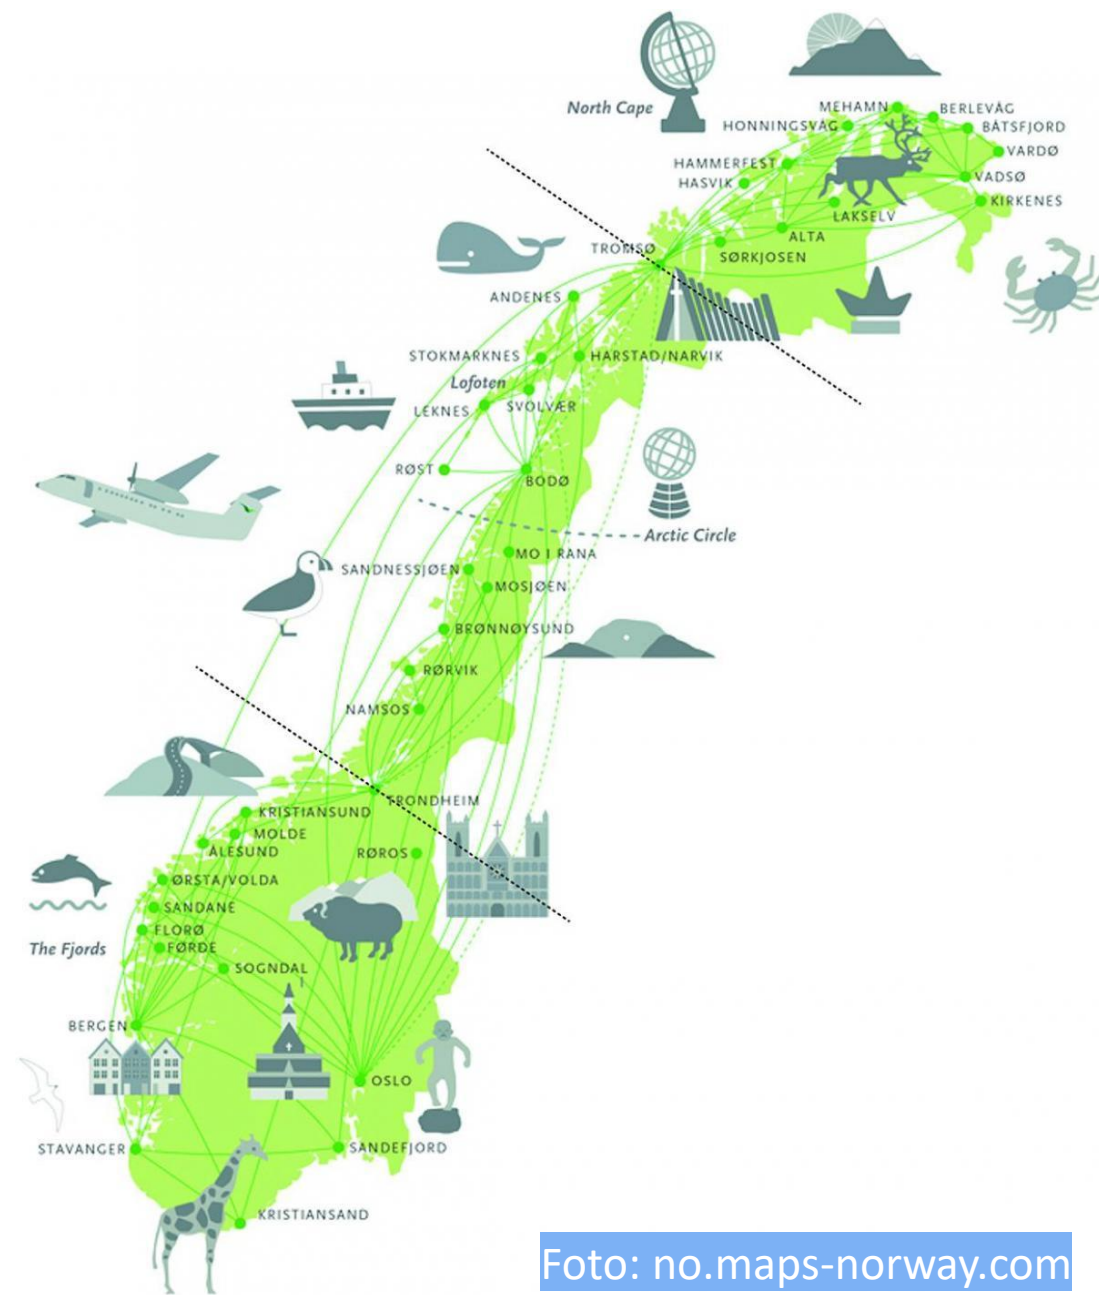 MEHAMN
BERLEVÅG
North Cape
HONNINGSVÅG
BÅTSFJORD
VARDØ
HAMMERFEST
VADSØ
HASVIK
KIRKENES
LAKSELV
ALTA
TROMSØ
SØRKJOSEN
ANDENES
STOKMARKNES
HARSTAD/NARVIK
Lofoten
SVOLVÆR
LEKNES
RØST
BODØ
Arctic Circle
MO I RANA
SANDNESSJØEN
MOSJØEN
BRØNNØYSUND
RØRVIK
NAMSOS
TRONDHEIM
KRISTIANSUND
MOLDE
ÅLESUND
RØROS
ØRSTA/VOLDA
SANDANE
FLORØ
FØRDE
The Fjords
SOGNDAL
BERGEN
OSLO
STAVANGER
SANDEFJORD
KRISTIANSAND
Foto: no.maps-norway.com